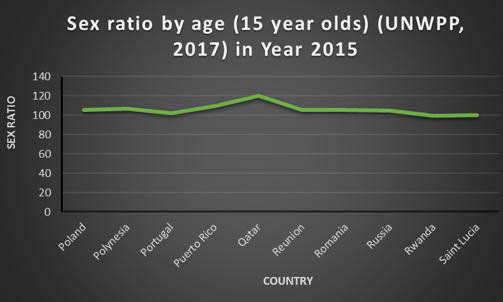 Sex ratio by age (15 year olds) (UNWPP,
2017) in Year 2015
140
120
100
80
60
40
20
0
SEX RATIO
Poland
Polynesia
Portugal
Puerto Rico
Qatar
Reunion
Romania
Russia
Rwanda
Saint Lucia
COUNTRY